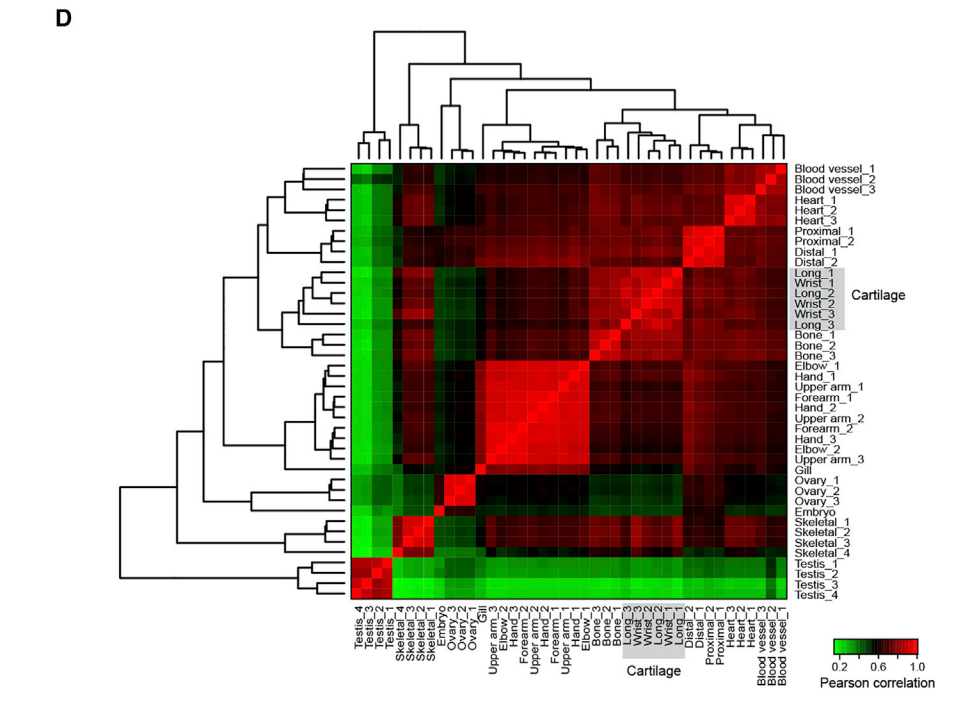 D
Blood vessel_1
Blood vessel_2
Blood vessel_3
Heart_1
Heart_2
Heart_3
Proximal_1
Proximal_2
Distal_1
Distal_2
Long_1
Wrist_1
Long_2
Wrist_2
Wrist_3
Long_3
Cartilage
Bone_1
Bone_2
Bone_3
Elbow_1
Hand_1
Upper arm_1
Forearm_1
Hand_2
Upper arm_2
Forearm_2
Hand_3
Elbow_2
Upper arm_3
Gill
Ovary_1
Ovary_2
Ovary_3
Embryo
Skeletal_1
Skeletal_2
Skeletal_3
Skeletal_4
Testis_1
Testis_2
Testis_3
Testis_4
Testis_4
Testis_3
Testis_2
Testis_1
Skeletal_4
Skeletal_3
Skeletal_2
Skeletal_1
Embryo
Ovary_3
Ovary_2
Ovary_1
Gill
Upper arm_3
Elbow_2
Hand_3
Forearm_2
Upper arm_2
Hand_2
Forearm_1
Upper arm_1
Hand_1
Elbow_1
Bone_3
Bone_2
Bone_1
Long_3
Wrist_3
Wrist_2
Long_2
Wrist_1
Long_1
Distal_2
Distal_1
Proximal_2
Proximal_1
Heart_3
Heart_2
Heart_1
Blood vessel_3
Blood vessel_2
Blood vessel_1
Cartilage
0.2 0.6 1.0
Pearson correlation